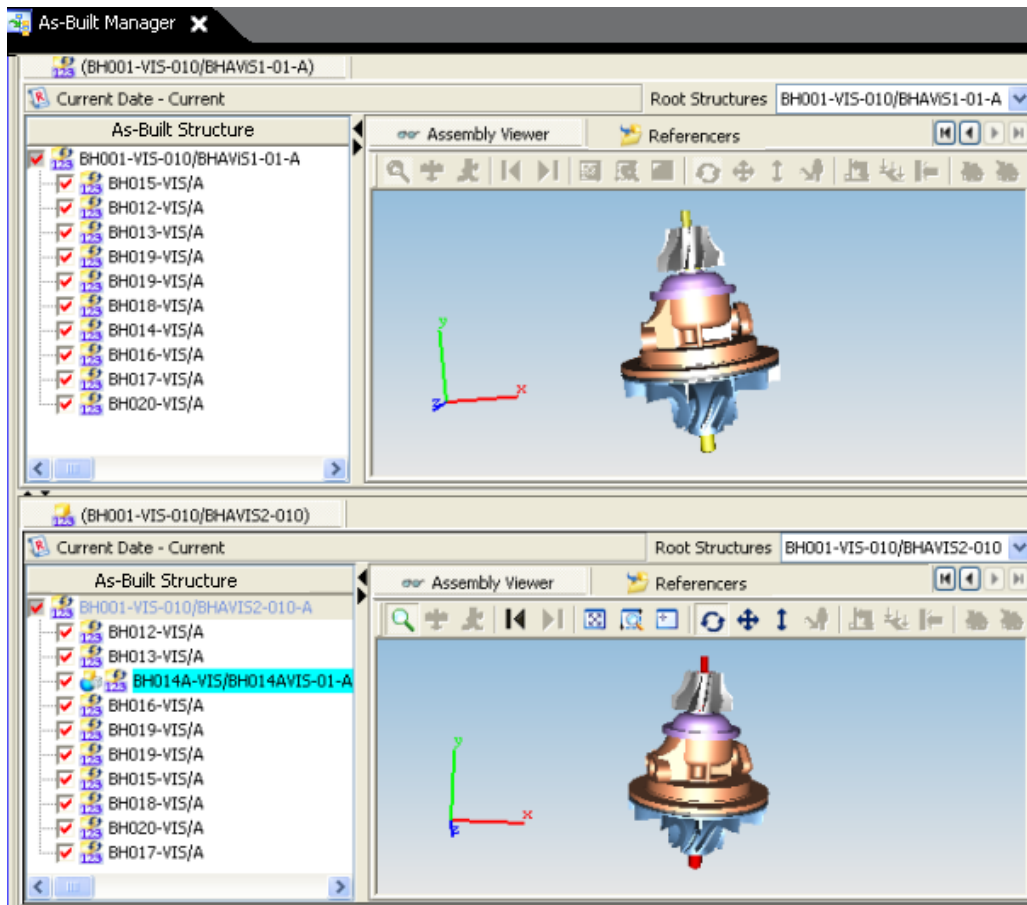 As-Built Manager
(BH001-VIS-010/BHAViS1-01-A)
Current Date - Current
Root Structures BH001-VIS-010/BHAViS1-01-A
As-Built Structure
Assembly Viewer
Referencers
BH001-VIS-010/BHAViS1-01-A
BH015-VIS/A
BH012-VIS/A
BH013-VIS/A
BH019-VIS/A
BH019-VIS/A
BH018-VIS/A
BH014-VIS/A
BH016-VIS/A
BH017-VIS/A
BH020-VIS/A
y
x
z
(BH001-VIS-010/BHAVIS2-010)
Current Date - Current
Root Structures BH001-VIS-010/BHAVIS2-010
As-Built Structure
Assembly Viewer
Referencers
BH001-VIS-010/BHAVIS2-010-A
BH012-VIS/A
BH013-VIS/A
BH014A-VIS/BH014AVIS-01-A
BH016-VIS/A
BH019-VIS/A
BH019-VIS/A
BH015-VIS/A
BH018-VIS/A
BH020-VIS/A
BH017-VIS/A
y
x
z